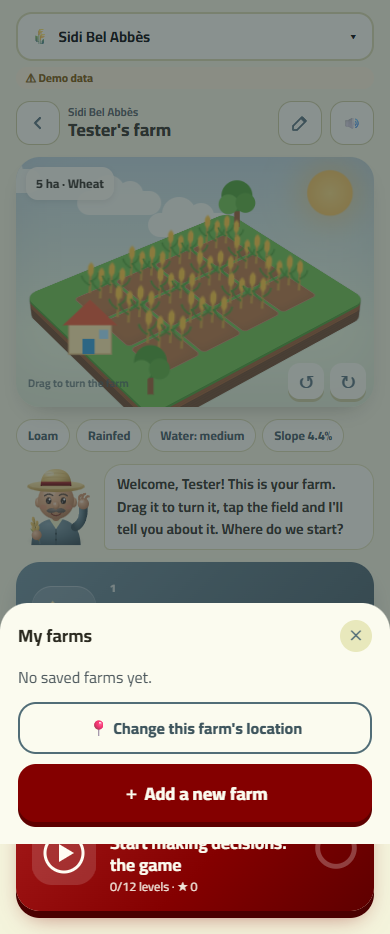 Sidi Bel Abbès
⚠ Demo data
Sidi Bel Abbès
Tester's farm
5 ha · Wheat
Drag to turn the farm
Loam
Rainfed
Water: medium
Slope 4.4%
Welcome, Tester! This is your farm.
Drag it to turn it, tap the field and I'll
tell you about it. Where do we start?
1
My farms
No saved farms yet.
Change this farm's location
+ Add a new farm
Start making decisions:
the game
0/12 levels · ★ 0